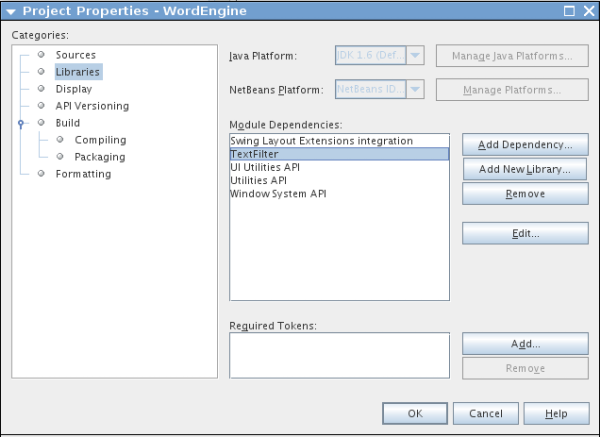 Project Properties - WordEngine
Categories:
Sources
Libraries
Display
API Versioning
Build
Compiling
Packaging
Formatting
Java Platform:
JDK 1.6 (Def...
Manage Java Platforms...
NetBeans Platform:
NetBeans ID...
Manage Platforms...
Module Dependencies:
Swing Layout Extensions integration
TextFilter
UI Utilities API
Utilities API
Window System API
Add Dependency...
Add New Library...
Remove
Edit...
Required Tokens:
Add...
Remove
OK
Cancel
Help